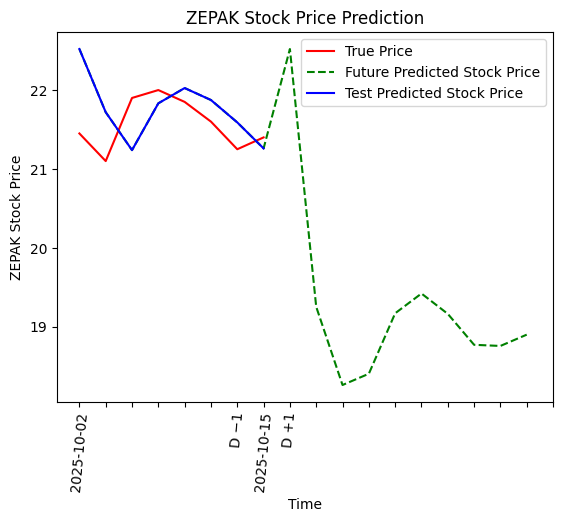 ZEPAK Stock Price Prediction
True Price
Future Predicted Stock Price
Test Predicted Stock Price
ZEPAK Stock Price
22
21
20
19
2025-10-02
D −1
2025-10-15
D +1
Time